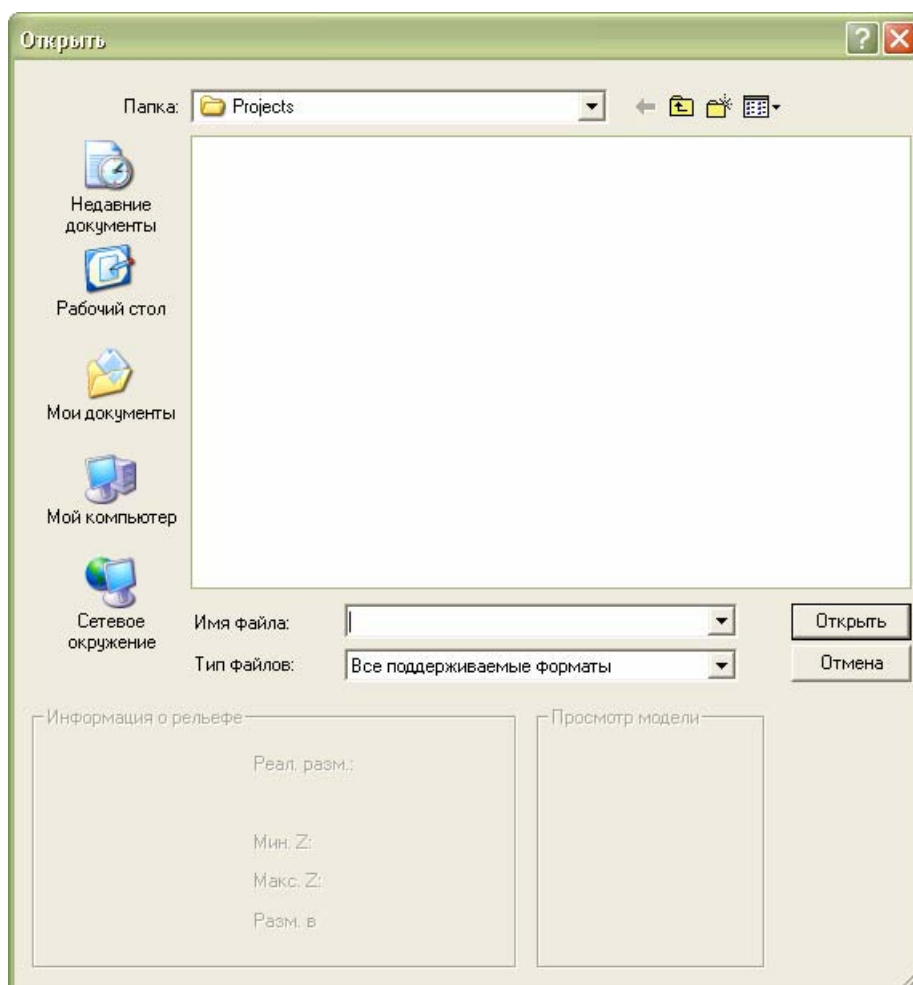 Открыть
Папка: Projects
Недавние
документы
Рабочий стол
Мои документы
Мой компьютер
Сетевое
окружение
Имя файла:
Открыть
Тип файлов: Все поддерживаемые форматы
Отмена
Информация о рельефе
Просмотр модели
Реал. разм.:
Мин. Z:
Макс. Z:
Разм. в